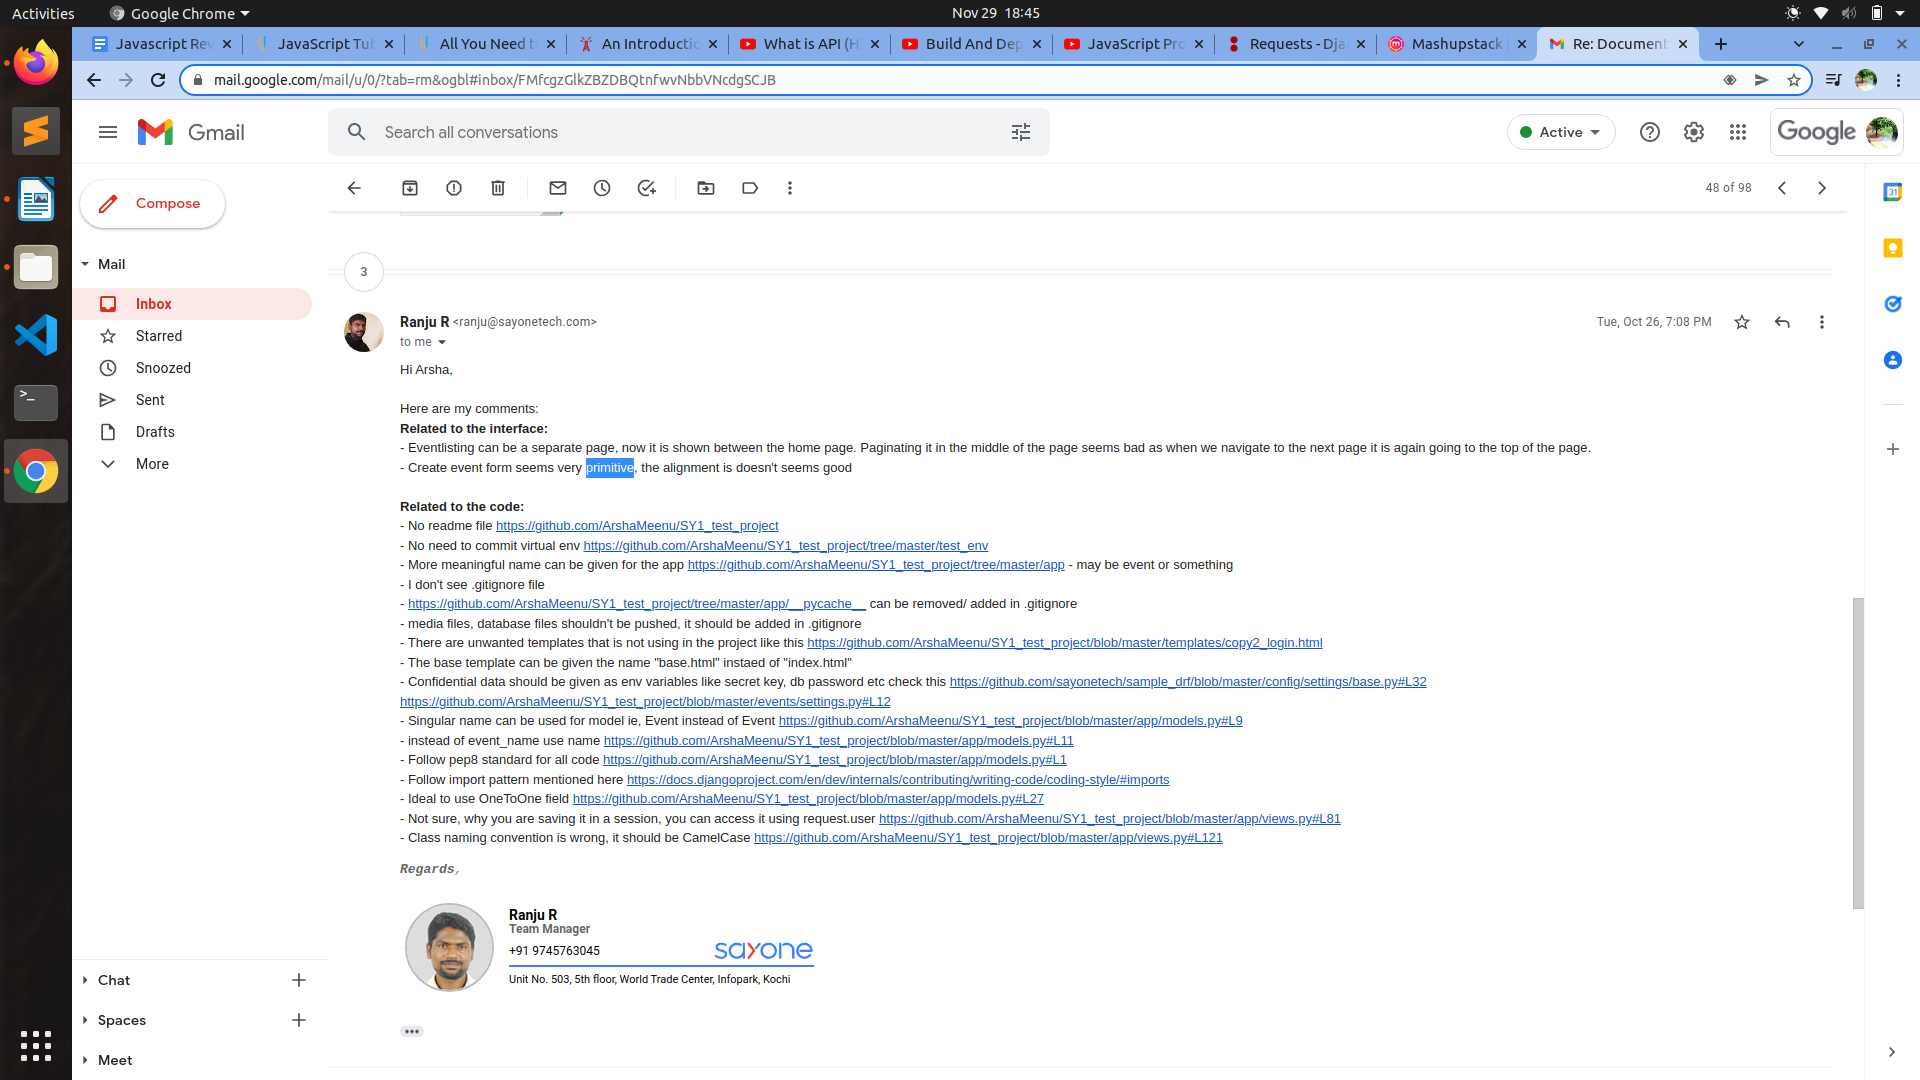 Activities
Google Chrome
Nov 29 18:45
Javascript Rev
JavaScript Tut
All You Need t
An Introductio
What is API (H
Build And Dep
JavaScript Pro
Requests - Dja
Mashupstack
Re: Document
mail.google.com/mail/u/0/?tab=rm&ogbl#inbox/FMfcgzGlkZBZDBQtnfwvNbbVNcdgSCJB
Gmail
Search all conversations
Active
Google
Compose
48 of 98
31
Mail
Inbox
Starred
Snoozed
Sent
Drafts
More
3
Ranju R <ranju@sayonetech.com>
Tue, Oct 26, 7:08 PM
to me
Hi Arsha,
Here are my comments:
Related to the interface:
- Eventlisting can be a separate page, now it is shown between the home page. Paginating it in the middle of the page seems bad as when we navigate to the next page it is again going to the top of the page.
- Create event form seems very primitive, the alignment is doesn't seems good
Related to the code:
- No readme file https://github.com/ArshaMeenu/SY1_test_project
- No need to commit virtual env https://github.com/ArshaMeenu/SY1_test_project/tree/master/test_env
- More meaningful name can be given for the app https://github.com/ArshaMeenu/SY1_test_project/tree/master/app - may be event or something
- I don't see .gitignore file
- https://github.com/ArshaMeenu/SY1_test_project/tree/master/app/__pycache__ can be removed/ added in .gitignore
- media files, database files shouldn't be pushed, it should be added in .gitignore
- There are unwanted templates that is not using in the project like this https://github.com/ArshaMeenu/SY1_test_project/blob/master/templates/copy2_login.html
- The base template can be given the name "base.html" instaed of "index.html"
- Confidential data should be given as env variables like secret key, db password etc check this https://github.com/sayonetech/sample_drf/blob/master/config/settings/base.py#L32
https://github.com/ArshaMeenu/SY1_test_project/blob/master/events/settings.py#L12
- Singular name can be used for model ie, Event instead of Event https://github.com/ArshaMeenu/SY1_test_project/blob/master/app/models.py#L9
- instead of event_name use name https://github.com/ArshaMeenu/SY1_test_project/blob/master/app/models.py#L11
- Follow pep8 standard for all code https://github.com/ArshaMeenu/SY1_test_project/blob/master/app/models.py#L1
- Follow import pattern mentioned here https://docs.djangoproject.com/en/dev/internals/contributing/writing-code/coding-style/#imports
- Ideal to use OneToOne field https://github.com/ArshaMeenu/SY1_test_project/blob/master/app/models.py#L27
- Not sure, why you are saving it in a session, you can access it using request.user https://github.com/ArshaMeenu/SY1_test_project/blob/master/app/views.py#L81
- Class naming convention is wrong, it should be CamelCase https://github.com/ArshaMeenu/SY1_test_project/blob/master/app/views.py#L121
Regards,
Ranju R
Team Manager
+91 9745763045
sayone
Unit No. 503, 5th floor, World Trade Center, Infopark, Kochi
Chat
Spaces
Meet